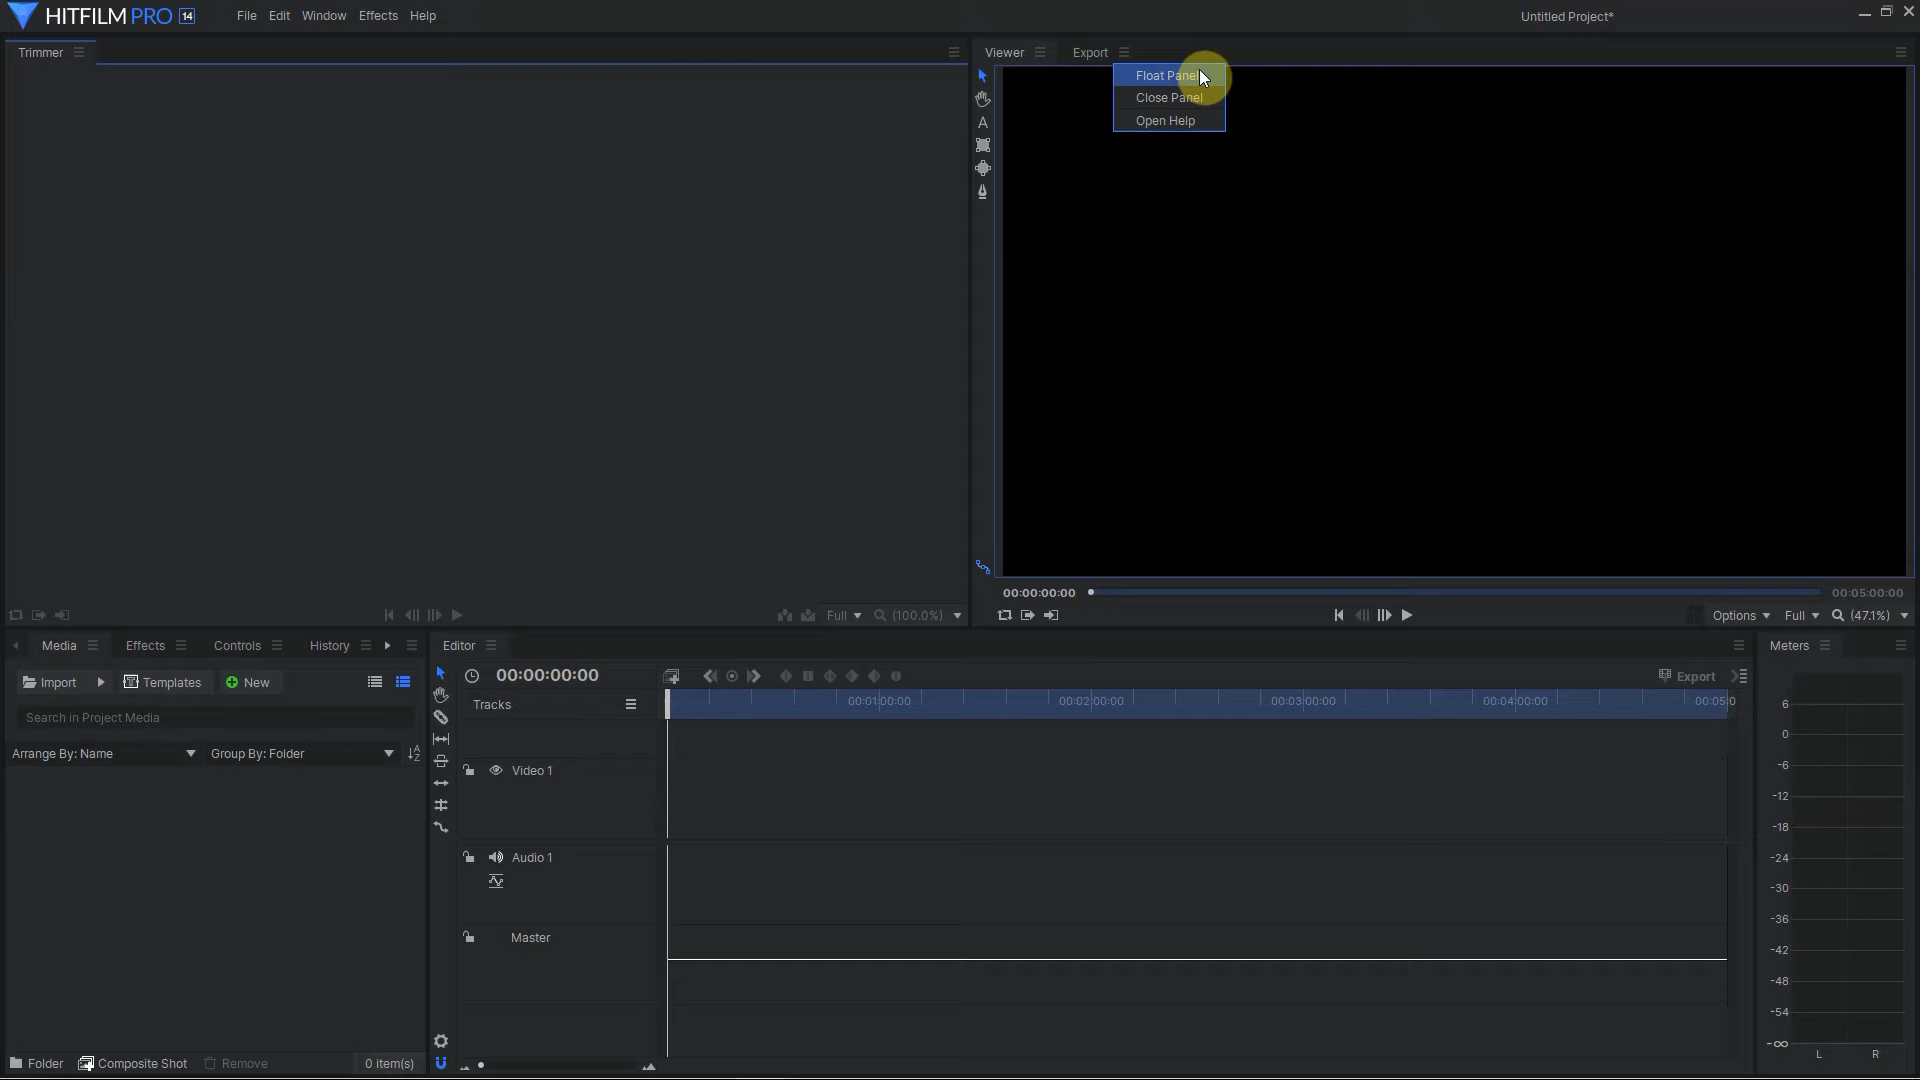 HITFILM PRO 14 File Edit Window Effects Help Untitled Project*
Trimmer
Viewer Export
Float Panel
Close Panel
Open Help
A
00:00:00:00 00:05:00:00
Full (100.0%)
Options Full (47.1%)
Media Effects Controls History
Import Templates New
Search in Project Media
Arrange By: Name Group By: Folder
Folder Composite Shot Remove 0 item(s)
Editor
00:00:00:00 Export
Tracks 00:01:00:00 00:02:00:00 00:03:00:00 00:04:00:00 00:05:0
Video 1
Audio 1
Master
Meters
6
0
-6
-12
-18
-24
-30
-36
-42
-48
-54
-∞
L R